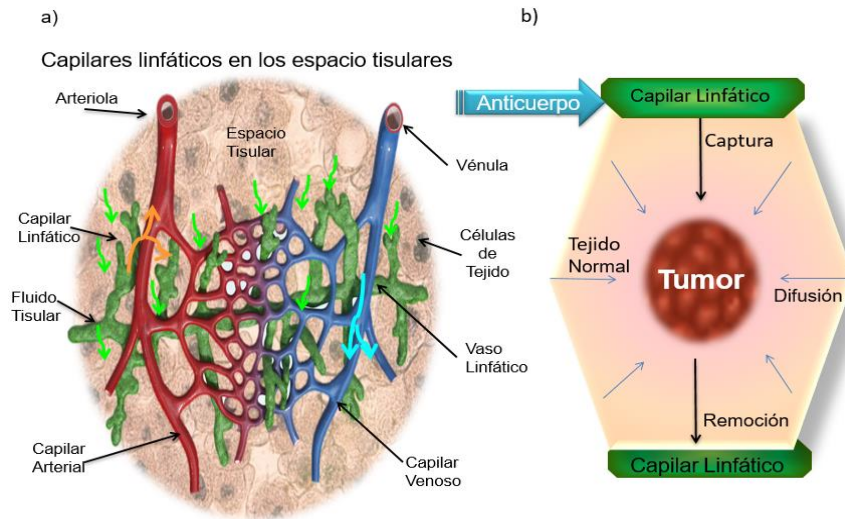 a)
Capilares linfáticos en los espacio tisulares
Arteriola
Espacio
Tisular
Vénula
Capilar
Linfático
Células
de
Tejido
Fluido
Tisular
Vaso
Linfático
Capilar
Arterial
Capilar
Venoso
b)
Anticuerpo
Capilar Linfático
Captura
Tejido
Normal
Tumor
Difusión
Remoción
Capilar Linfático